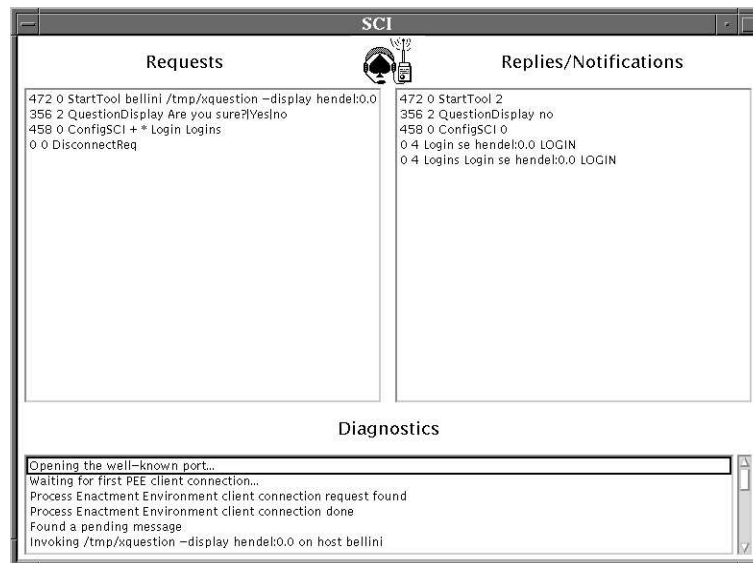 SCI
Requests
472 0 StartTool bellini /tmp/xquestion –display hendel:0.0
356 2 QuestionDisplay Are you sure?|Yes|no
458 0 ConfigSCI + * Login Logins
0 0 DisconnectReq
Replies/Notifications
472 0 StartTool 2
356 2 QuestionDisplay no
458 0 ConfigSCI 0
0 4 Login se hendel:0.0 LOGIN
0 4 Logins Login se hendel:0.0 LOGIN
Diagnostics
Opening the well–known port...
Waiting for first PEE client connection...
Process Enactment Environment client connection request found
Process Enactment Environment client connection done
Found a pending message
Invoking /tmp/xquestion –display hendel:0.0 on host bellini